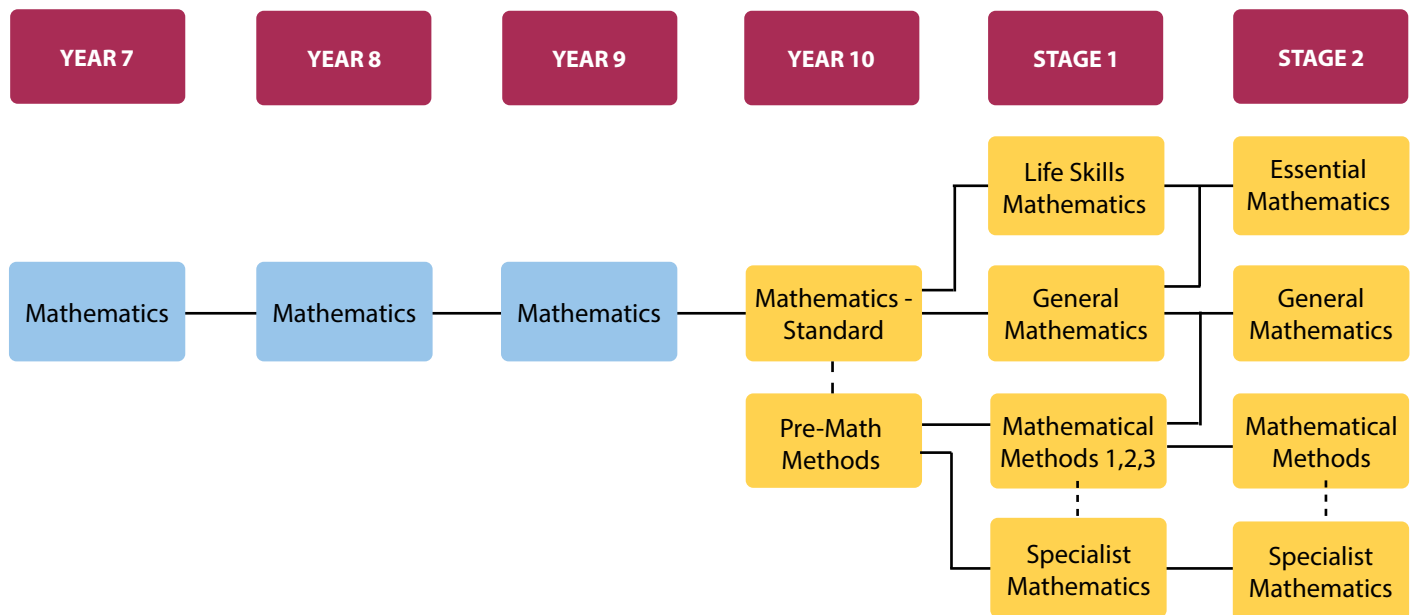 YEAR 7
YEAR 8
YEAR 9
YEAR 10
STAGE 1
STAGE 2
Life Skills
Mathematics
Essential
Mathematics
Mathematics
Mathematics
Mathematics
Mathematics -
Standard
General
Mathematics
General
Mathematics
Pre-Math
Methods
Mathematical
Methods 1,2,3
Mathematical
Methods
Specialist
Mathematics
Specialist
Mathematics